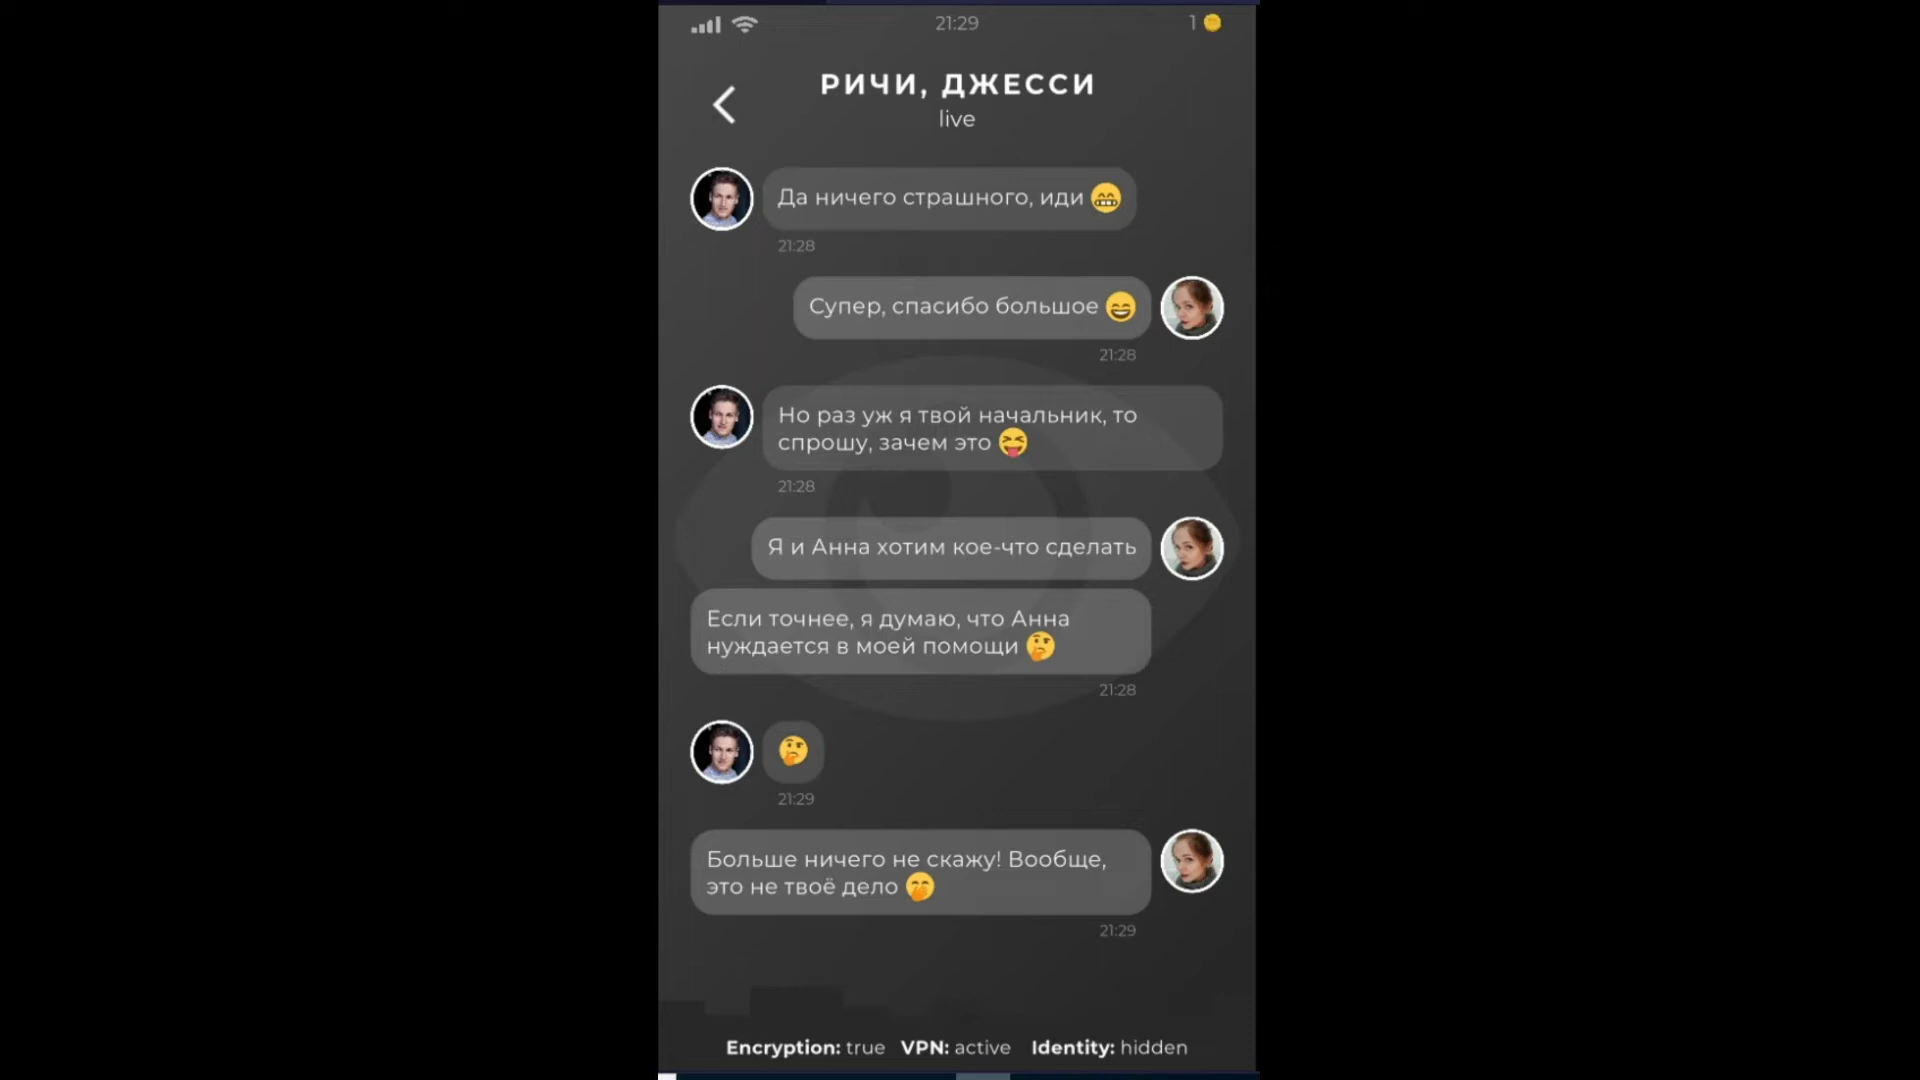 21:29
1
РИЧИ, ДЖЕССИ
live
Да ничего страшного, иди 😁
21:28
Супер, спасибо большое 😄
21:28
Но раз уж я твой начальник, то
спрошу, зачем это 😝
21:28
Я и Анна хотим кое-что сделать
Если точнее, я думаю, что Анна
нуждается в моей помощи 🤔
21:28
🤔
21:29
Больше ничего не скажу! Вообще,
это не твоё дело 🤭
21:29
Encryption: true VPN: active Identity: hidden